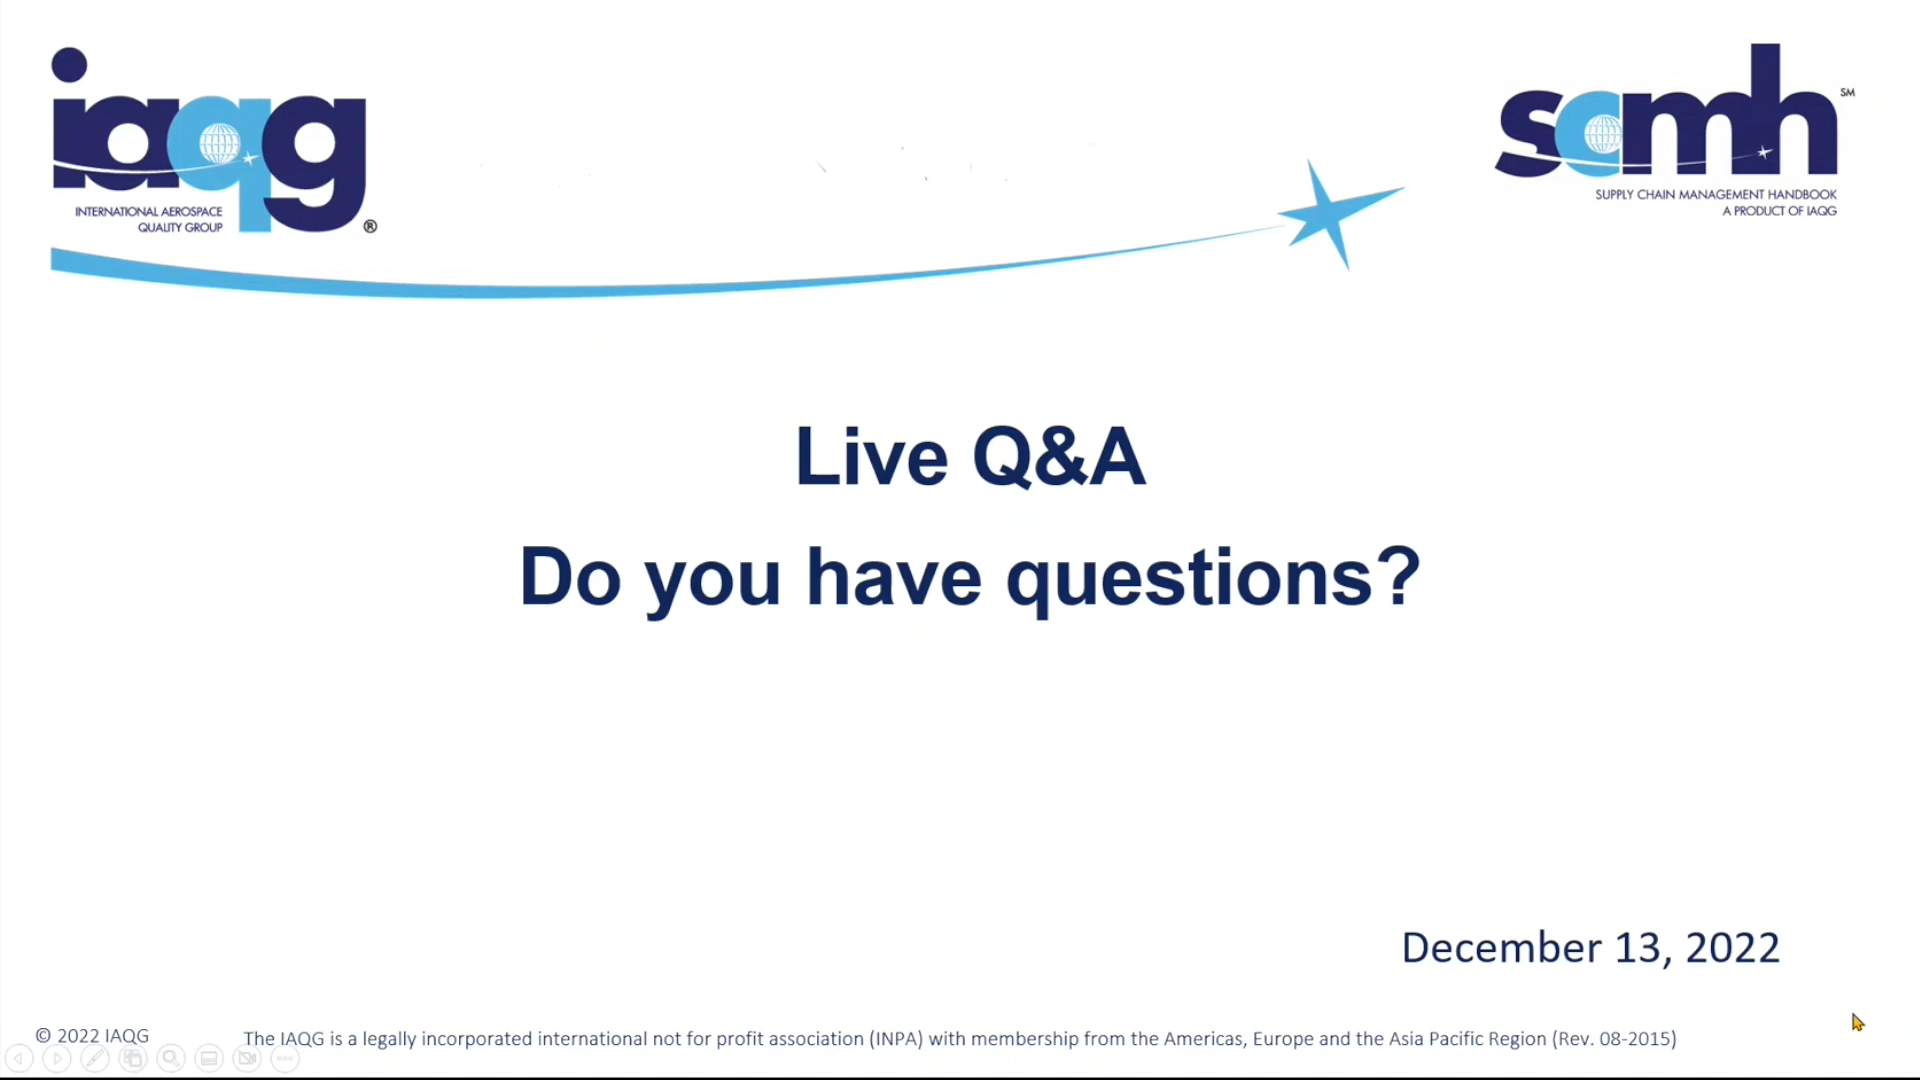 iaqg
INTERNATIONAL AEROSPACE
QUALITY GROUP
®
scmh
SM
SUPPLY CHAIN MANAGEMENT HANDBOOK
A PRODUCT OF IAQG
Live Q&A
Do you have questions?
December 13, 2022
© 2022 IAQG
The IAQG is a legally incorporated international not for profit association (INPA) with membership from the Americas, Europe and the Asia Pacific Region (Rev. 08-2015)